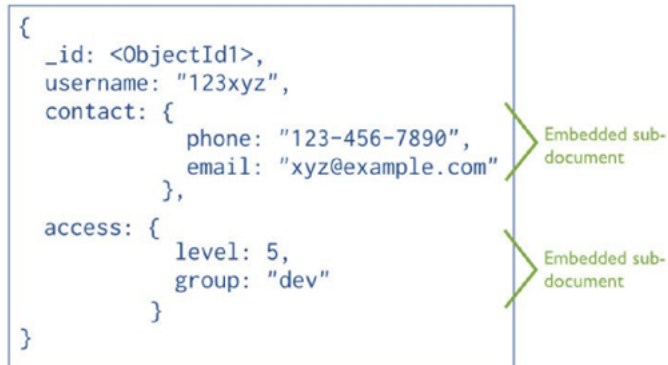 {
_id: <ObjectId1>,
username: "123xyz",
contact: {
phone: "123-456-7890",
email: "xyz@example.com"
},
access: {
level: 5,
group: "dev"
}
}
Embedded sub-
document
Embedded sub-
document